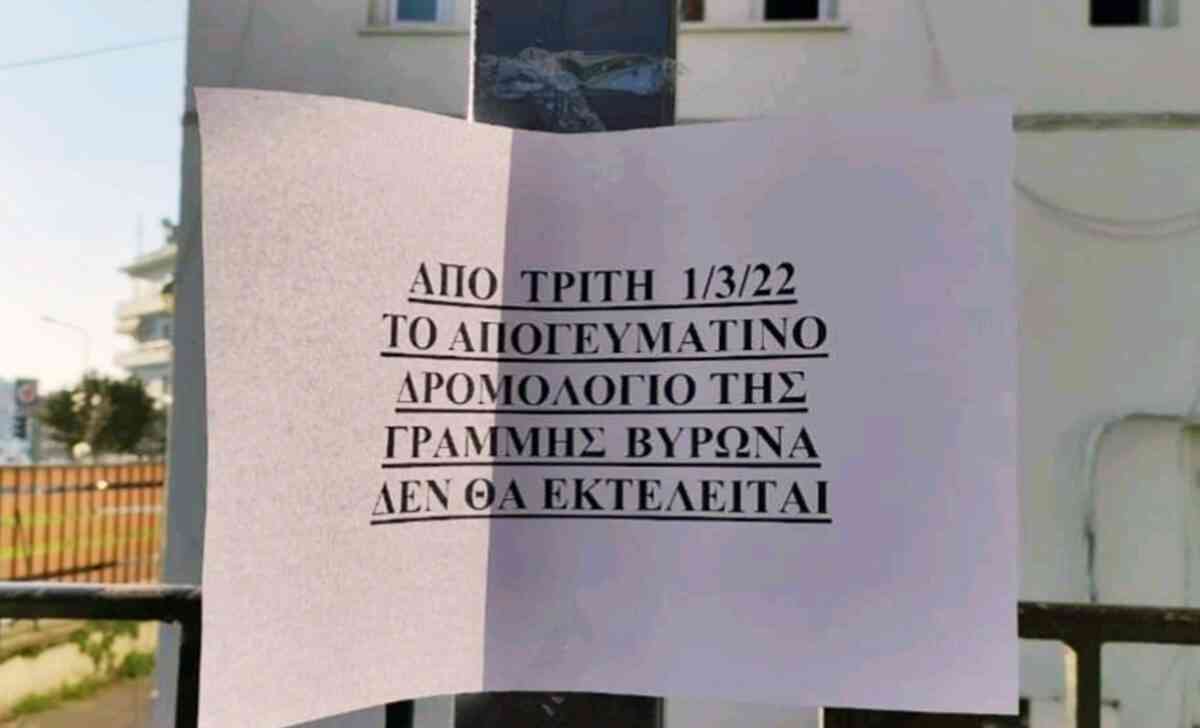 ΑΠΟ ΤΡΙΤΗ 1/3/22
ΤΟ ΑΠΟΓΕΥΜΑΤΙΝΟ
ΔΡΟΜΟΛΟΓΙΟ ΤΗΣ
ΓΡΑΜΜΗΣ ΒΥΡΩΝΑ
ΔΕΝ ΘΑ ΕΚΤΕΛΕΙΤΑΙ